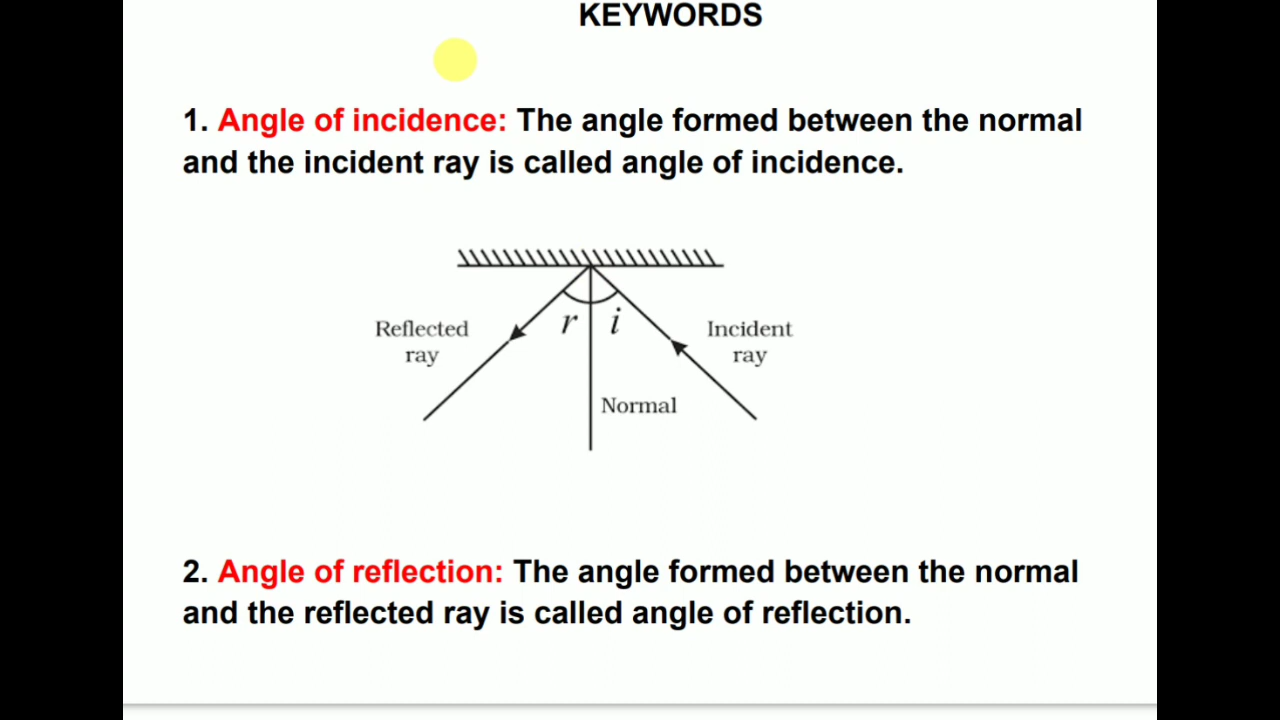 KEYWORDS
1. Angle of incidence: The angle formed between the normal
and the incident ray is called angle of incidence.
Reflected
ray
r
i
Incident
ray
Normal
2. Angle of reflection: The angle formed between the normal
and the reflected ray is called angle of reflection.